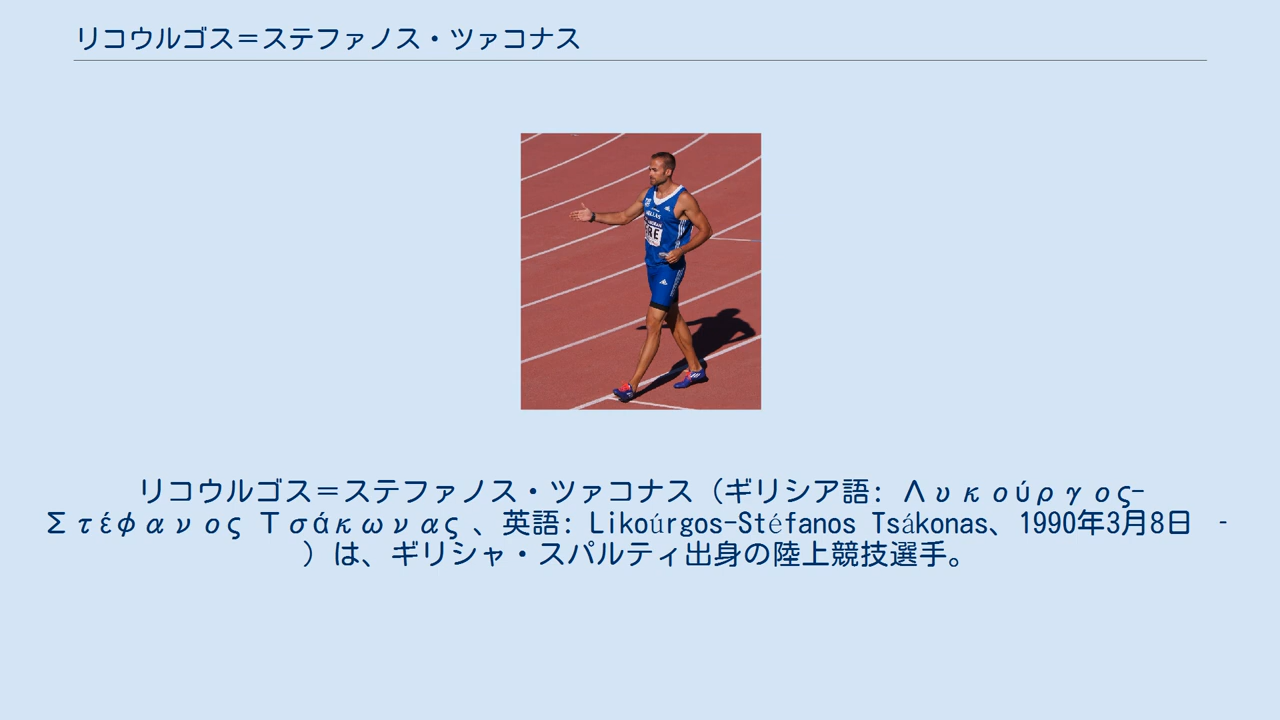 リコウルゴス＝ステファノス・ツァコナス
HELLAS
リコウルゴス＝ステファノス・ツァコナス（ギリシア語: Λυκούργος–
Στέφανος Τσάκωνας、英語: Likoúrgos–Stéfanos Tsákonas、1990年3月8日 -
）は、ギリシャ・スパルティ出身の陸上競技選手。